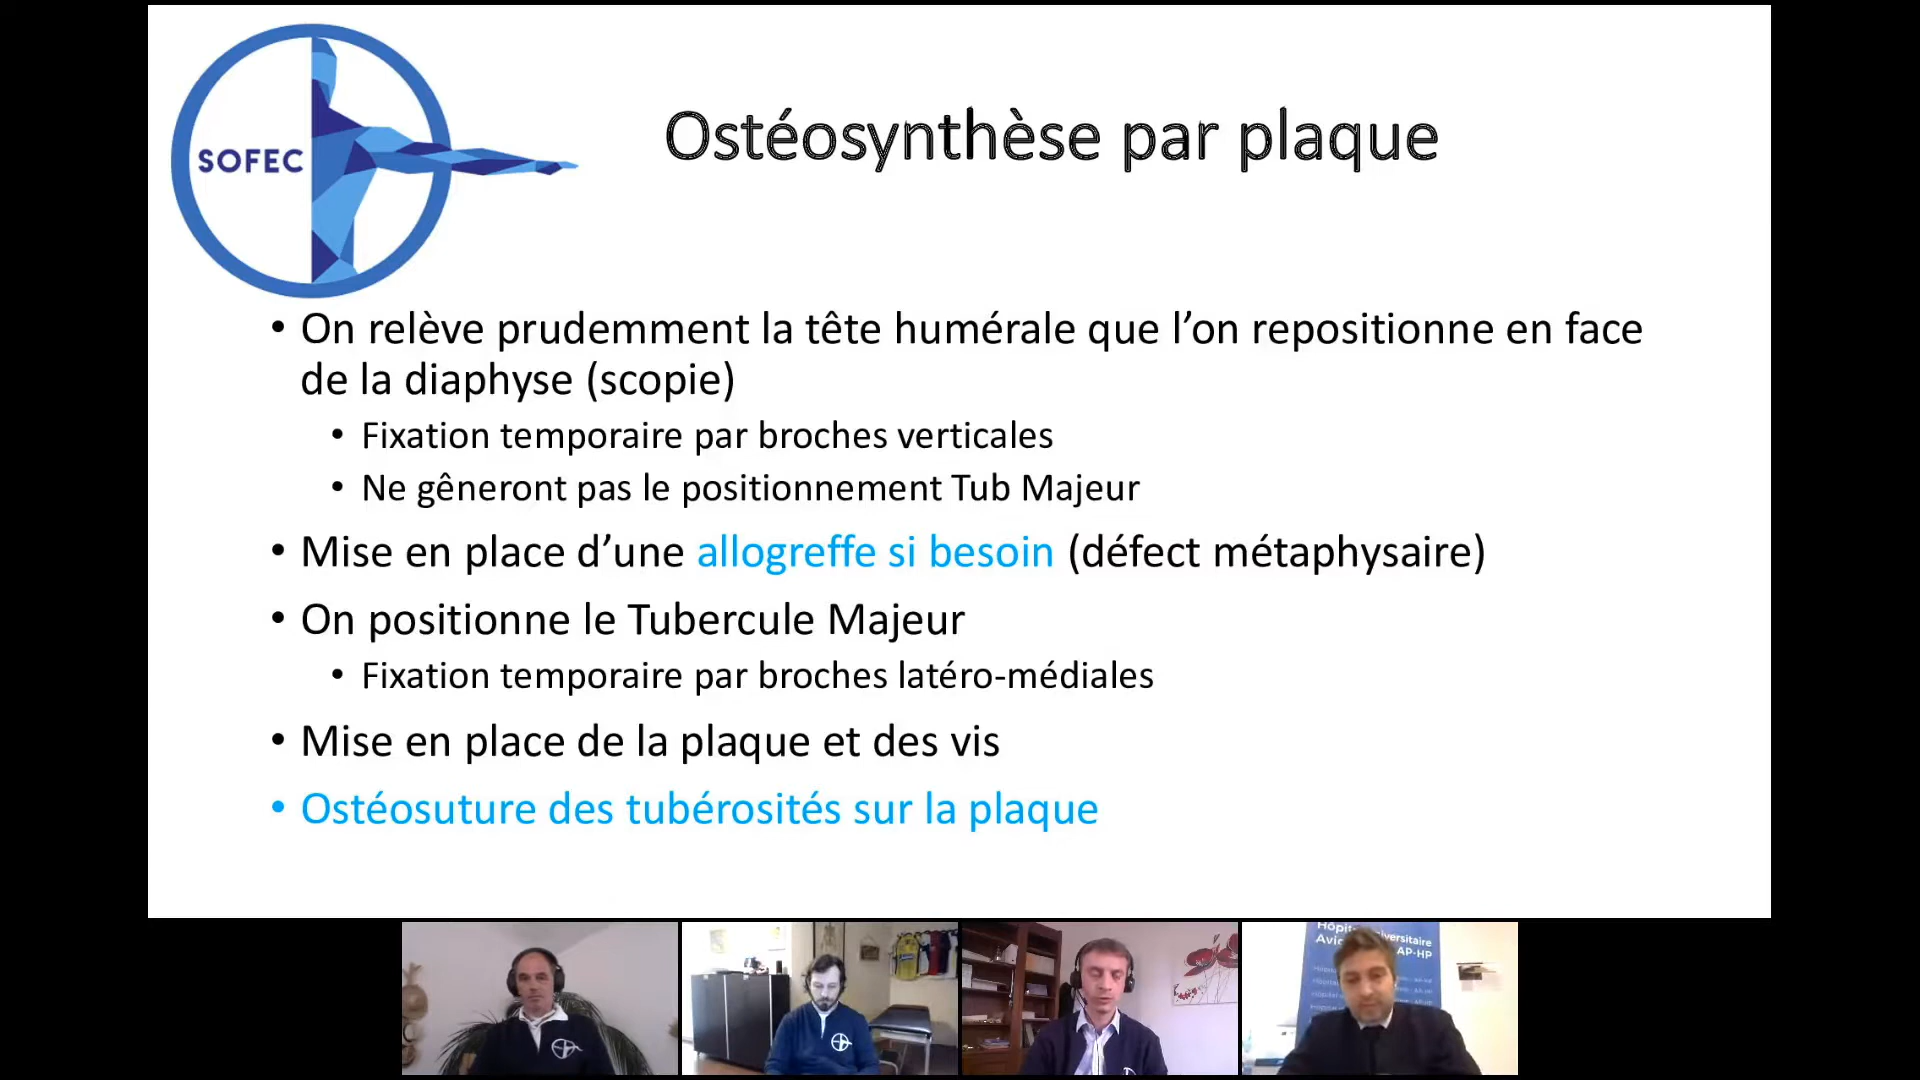 SOFEC
Ostéosynthèse par plaque
• On relève prudemment la tête humérale que l’on repositionne en face
de la diaphyse (scopie)
• Fixation temporaire par broches verticales
• Ne gêneront pas le positionnement Tub Majeur
• Mise en place d’une allogreffe si besoin (défect métaphysaire)
• On positionne le Tubercule Majeur
• Fixation temporaire par broches latéro-médiales
• Mise en place de la plaque et des vis
• Ostéosuture des tubérosités sur la plaque
AP-HP